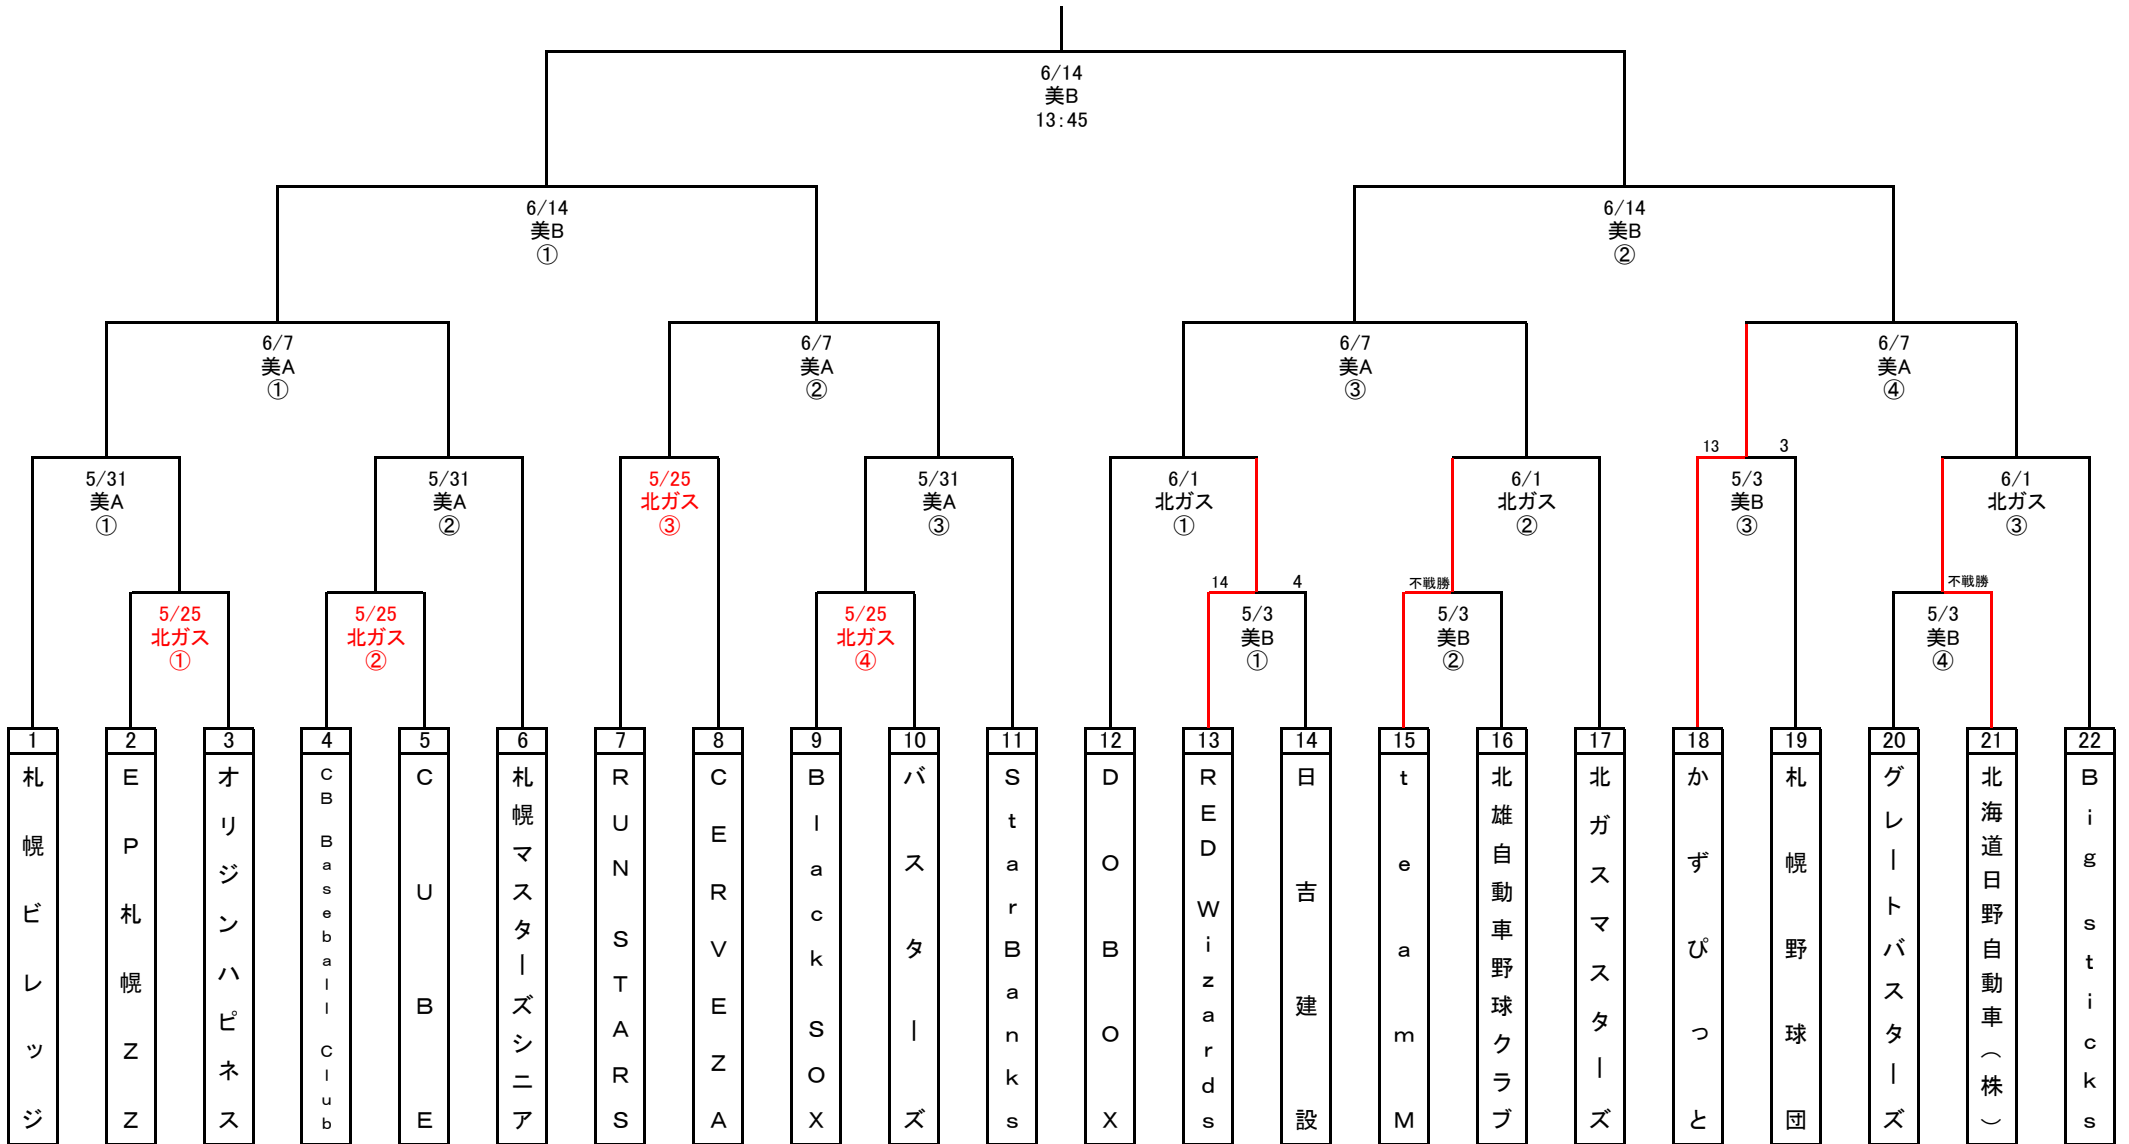 6/14
美B
13:45
6/14
美B
①
6/14
美B
②
6/7
美A
①
6/7
美A
②
6/7
美A
③
6/7
美A
④
13 3
5/31
美A
①
5/31
美A
②
5/25
北ガス
③
5/31
美A
③
6/1
北ガス
①
6/1
北ガス
②
5/3
美B
③
6/1
北ガス
③
14 4
不戦勝
不戦勝
5/25
北ガス
①
5/25
北ガス
②
5/25
北ガス
④
5/3
美B
①
5/3
美B
②
5/3
美B
④
1
札幌ビレッジ
2
EP札幌ZZ
3
オリジンハピネス
4
CB Baseball Club
5
CUBE
6
札幌マスターズシニア
7
RUN STARS
8
CERVEZA
9
Black SOX
10
バスターズ
11
StarBanks
12
DOBOX
13
RED Wizards
14
日吉建設
15
teamM
16
北雄自動車野球クラブ
17
北ガスマスターズ
18
かずぴっと
19
札幌野球団
20
グレートバスターズ
21
北海道日野自動車(株)
22
Big sticks